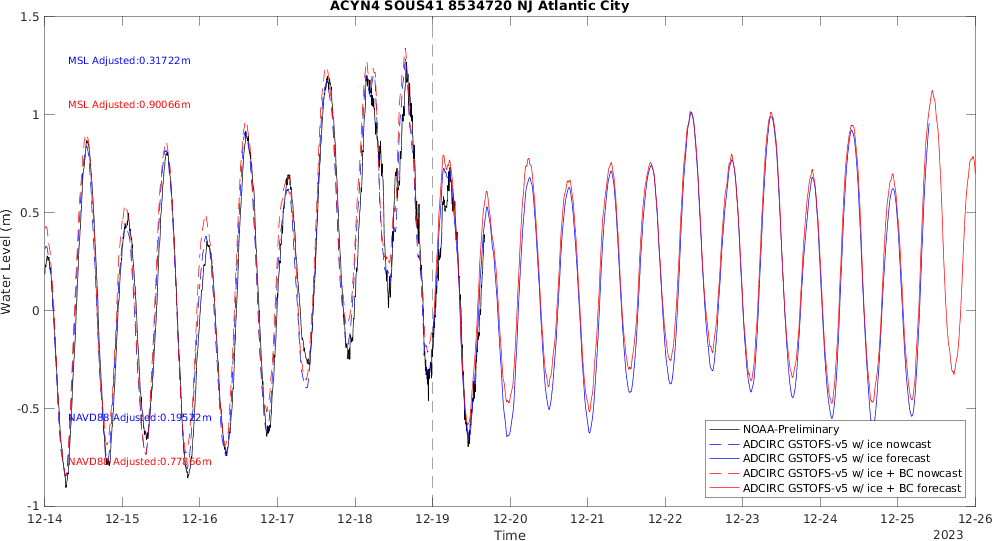 ACYN4 SOUS41 8534720 NJ Atlantic City
1.5
MSL Adjusted:0.31722m
MSL Adjusted:0.90066m
1
0.5
Water Level (m)
0
-0.5
NAVD88 Adjusted:0.19522m
NAVD88 Adjusted:0.77866m
NOAA-Preliminary
ADCIRC GSTOFS-v5 w/ ice nowcast
ADCIRC GSTOFS-v5 w/ ice forecast
ADCIRC GSTOFS-v5 w/ ice + BC nowcast
ADCIRC GSTOFS-v5 w/ ice + BC forecast
-1
12-14 12-15 12-16 12-17 12-18 12-19 12-20 12-21 12-22 12-23 12-24 12-25 12-26
Time
2023